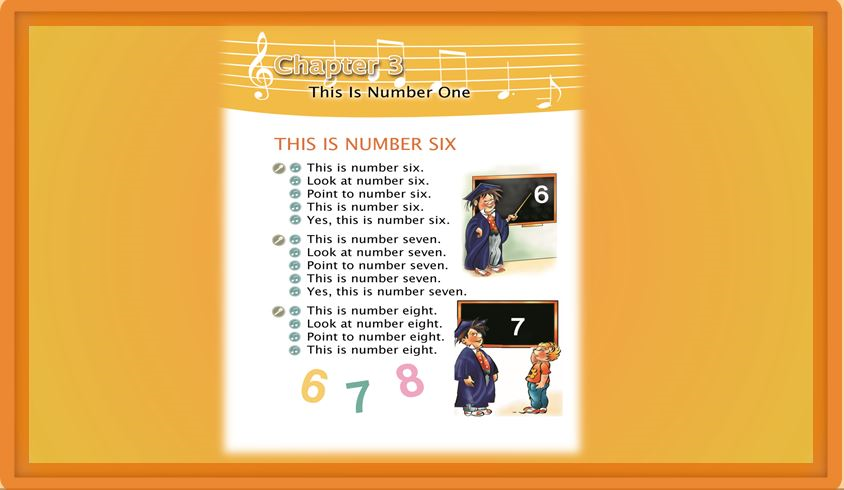 Chapter 3
This Is Number One
THIS IS NUMBER SIX
This is number six.
Look at number six.
Point to number six.
This is number six.
Yes, this is number six.
This is number seven.
Look at number seven.
Point to number seven.
This is number seven.
Yes, this is number seven.
This is number eight.
Look at number eight.
Point to number eight.
This is number eight.
6
7
6 7 8